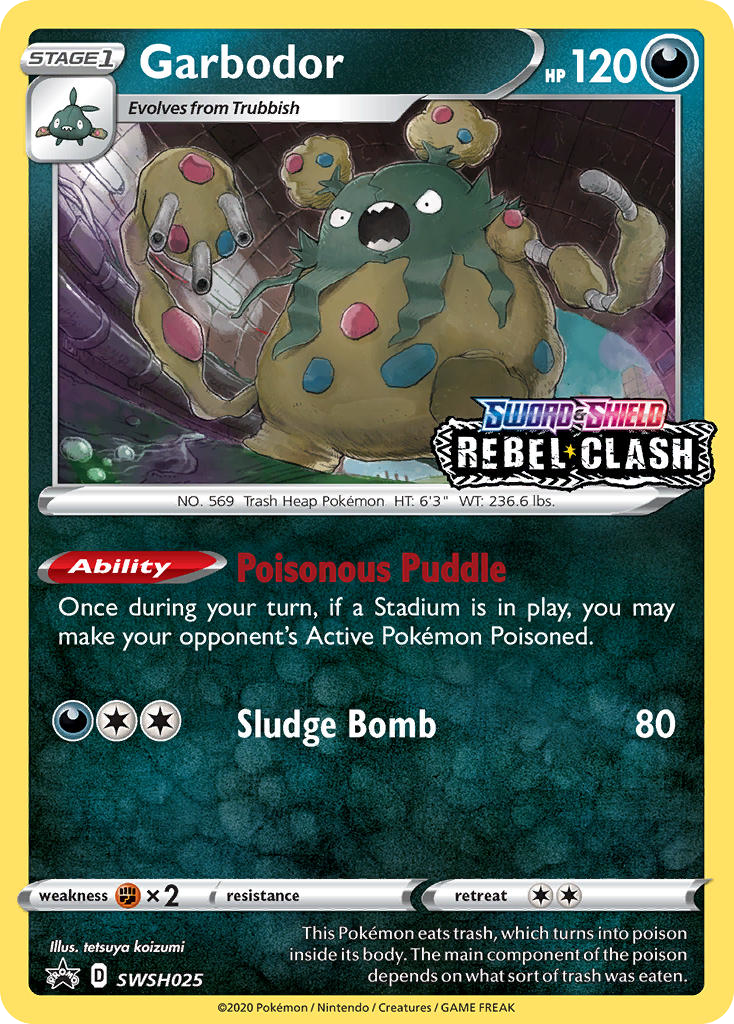 STAGE1
Garbodor
HP 120
Evolves from Trubbish
SWORD & SHIELD
REBEL CLASH
NO. 569 Trash Heap Pokémon HT: 6'3" WT: 236.6 lbs.
Ability Poisonous Puddle
Once during your turn, if a Stadium is in play, you may
make your opponent's Active Pokémon Poisoned.
Sludge Bomb 80
weakness ×2 resistance retreat
Illus. tetsuya koizumi
This Pokémon eats trash, which turns into poison
inside its body. The main component of the poison
depends on what sort of trash was eaten.
PROMO D SWSH025
©2020 Pokémon / Nintendo / Creatures / GAME FREAK